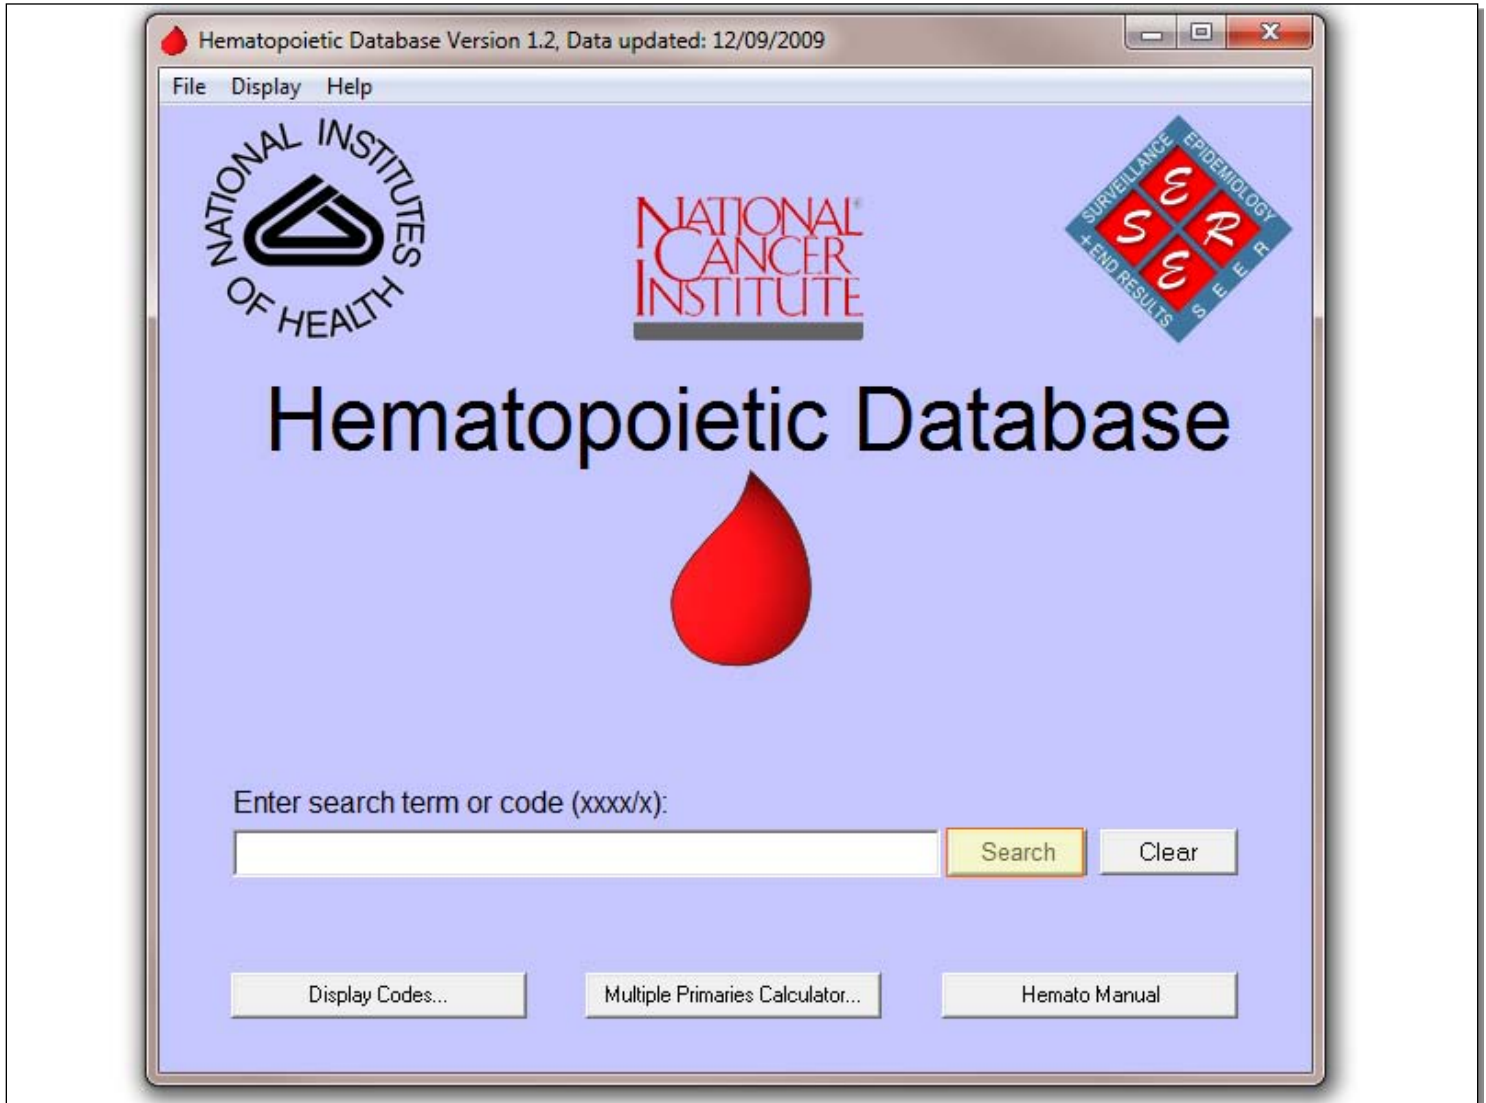 Hematopoietic Database Version 1.2, Data updated: 12/09/2009
File Display Help
NATIONAL INSTITUTES OF HEALTH
NATIONAL
CANCER
INSTITUTE
SURVEILLANCE EPIDEMIOLOGY + END RESULTS SEER
S E E R
Hematopoietic Database
Enter search term or code (xxxx/x):
Search Clear
Display Codes... Multiple Primaries Calculator... Hemato Manual